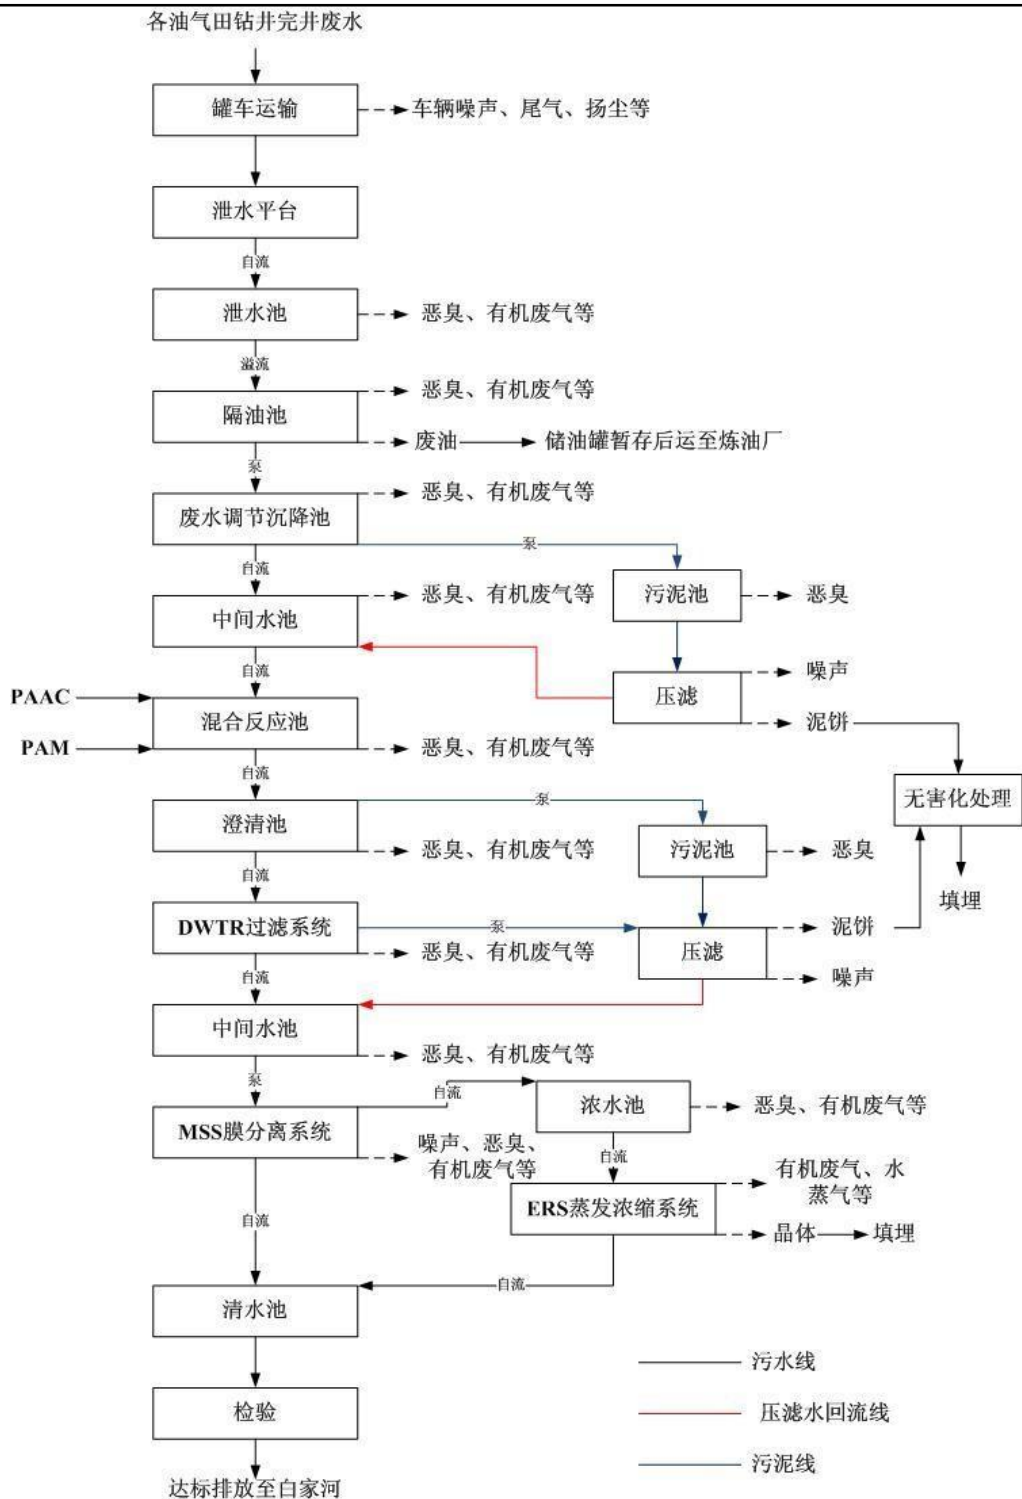 各油气田钻井完井废水
罐车运输
车辆噪声、尾气、扬尘等
泄水平台
自流
泄水池
恶臭、有机废气等
溢流
恶臭、有机废气等
隔油池
废油
储油罐暂存后运至炼油厂
泵
恶臭、有机废气等
废水调节沉降池
泵
自流
恶臭、有机废气等
污泥池
恶臭
中间水池
自流
噪声
压滤
PAAC
混合反应池
泥饼
PAM
恶臭、有机废气等
自流
无害化处理
泵
澄清池
污泥池
恶臭
恶臭、有机废气等
自流
填埋
DWTR过滤系统
泵
泥饼
恶臭、有机废气等
压滤
自流
噪声
中间水池
恶臭、有机废气等
泵
自流
浓水池
恶臭、有机废气等
MSS膜分离系统
噪声、恶臭、
有机废气等
自流
有机废气、水
蒸气等
ERS蒸发浓缩系统
自流
晶体
填埋
自流
清水池
污水线
检验
压滤水回流线
污泥线
达标排放至白家河